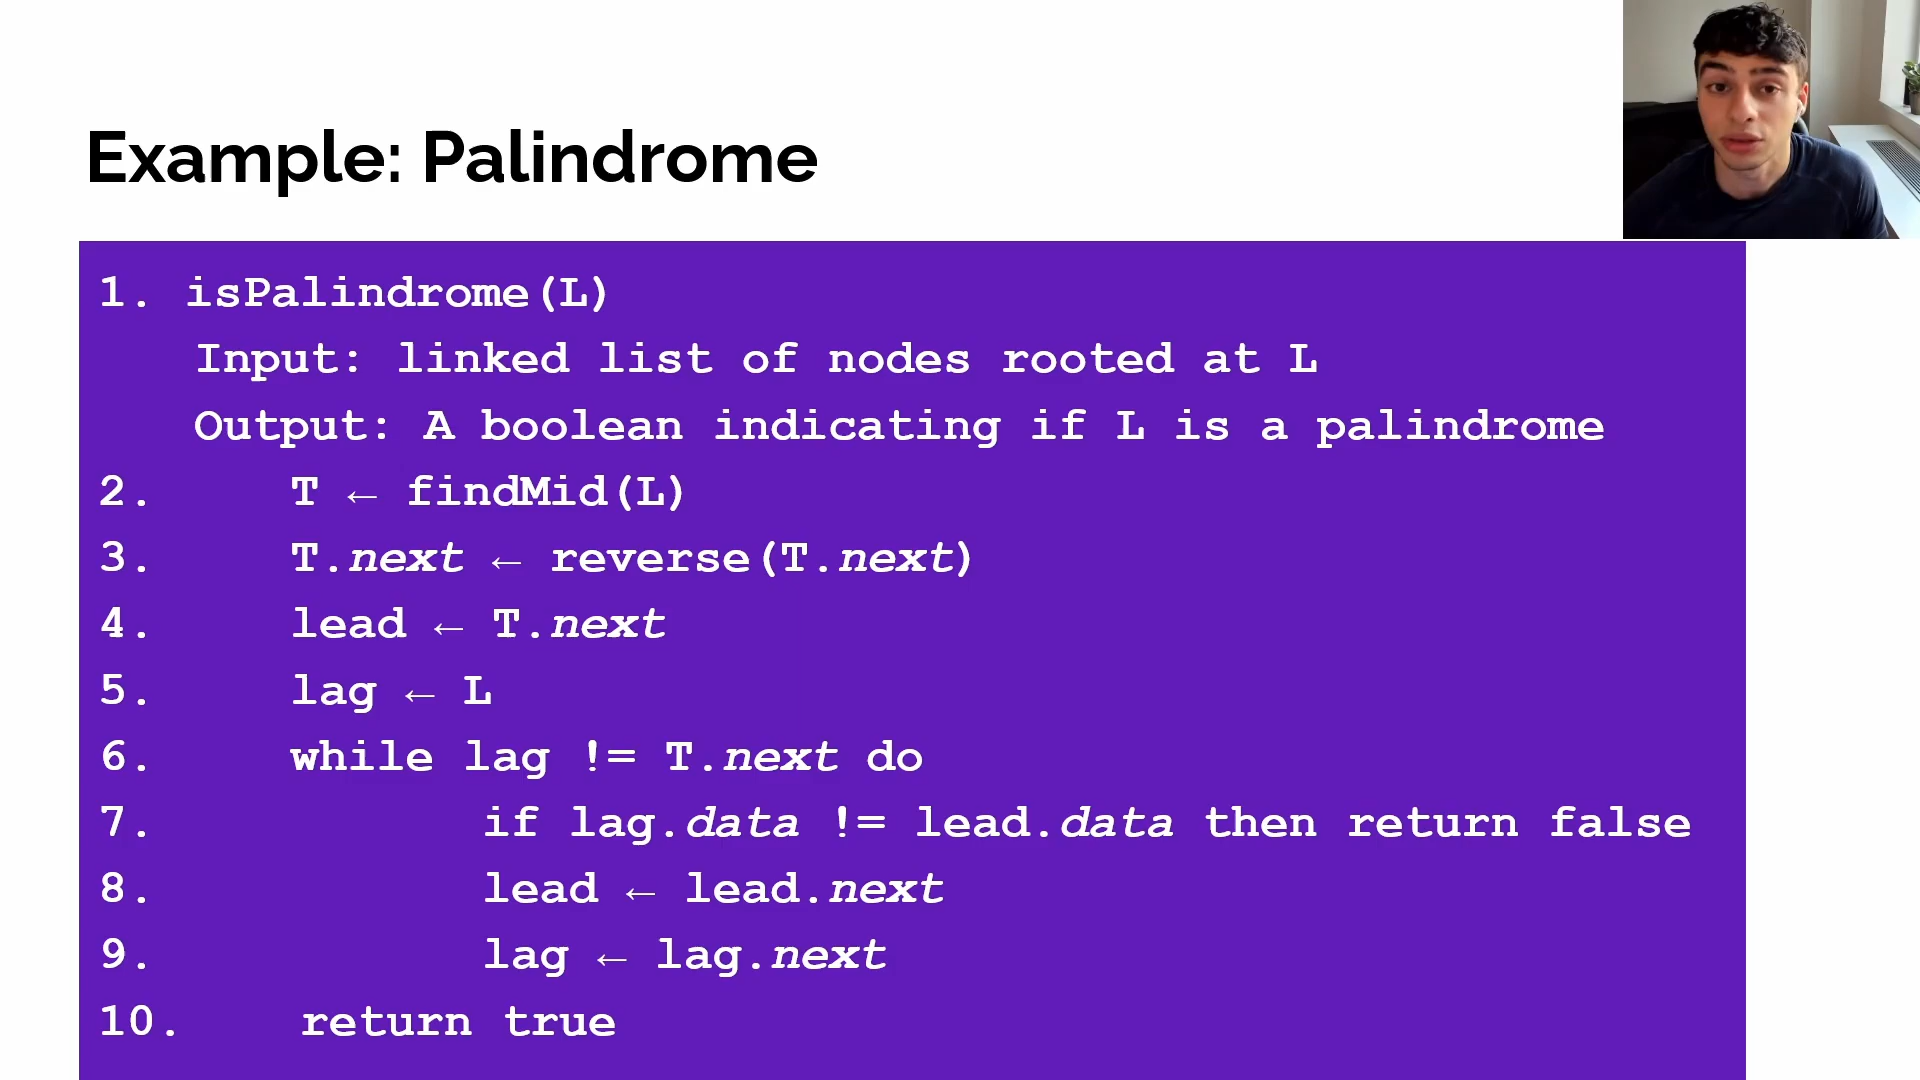 Example: Palindrome
1. isPalindrome(L)
Input: linked list of nodes rooted at L
Output: A boolean indicating if L is a palindrome
2. T ← findMid(L)
3. T.next ← reverse(T.next)
4. lead ← T.next
5. lag ← L
6. while lag != T.next do
7. if lag.data != lead.data then return false
8. lead ← lead.next
9. lag ← lag.next
10. return true